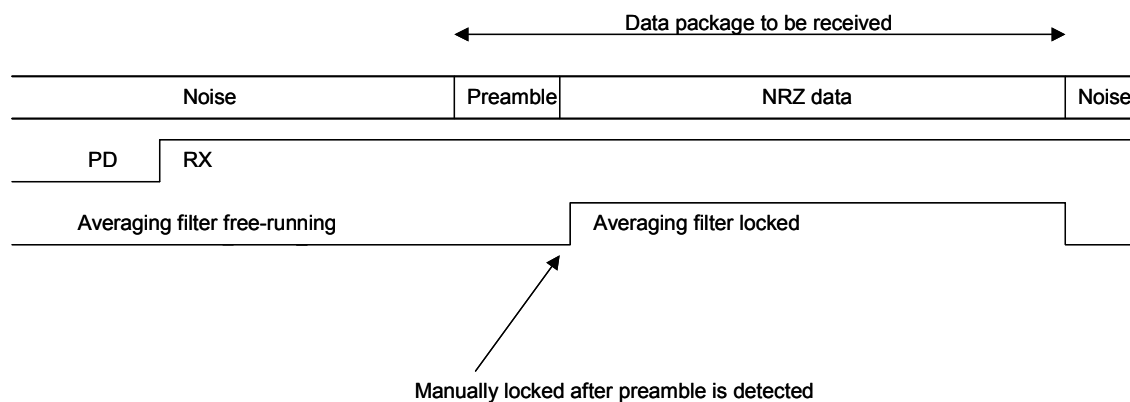 Data package to be received
Noise Preamble NRZ data Noise
PD RX
Averaging filter free-running Averaging filter locked
Manually locked after preamble is detected